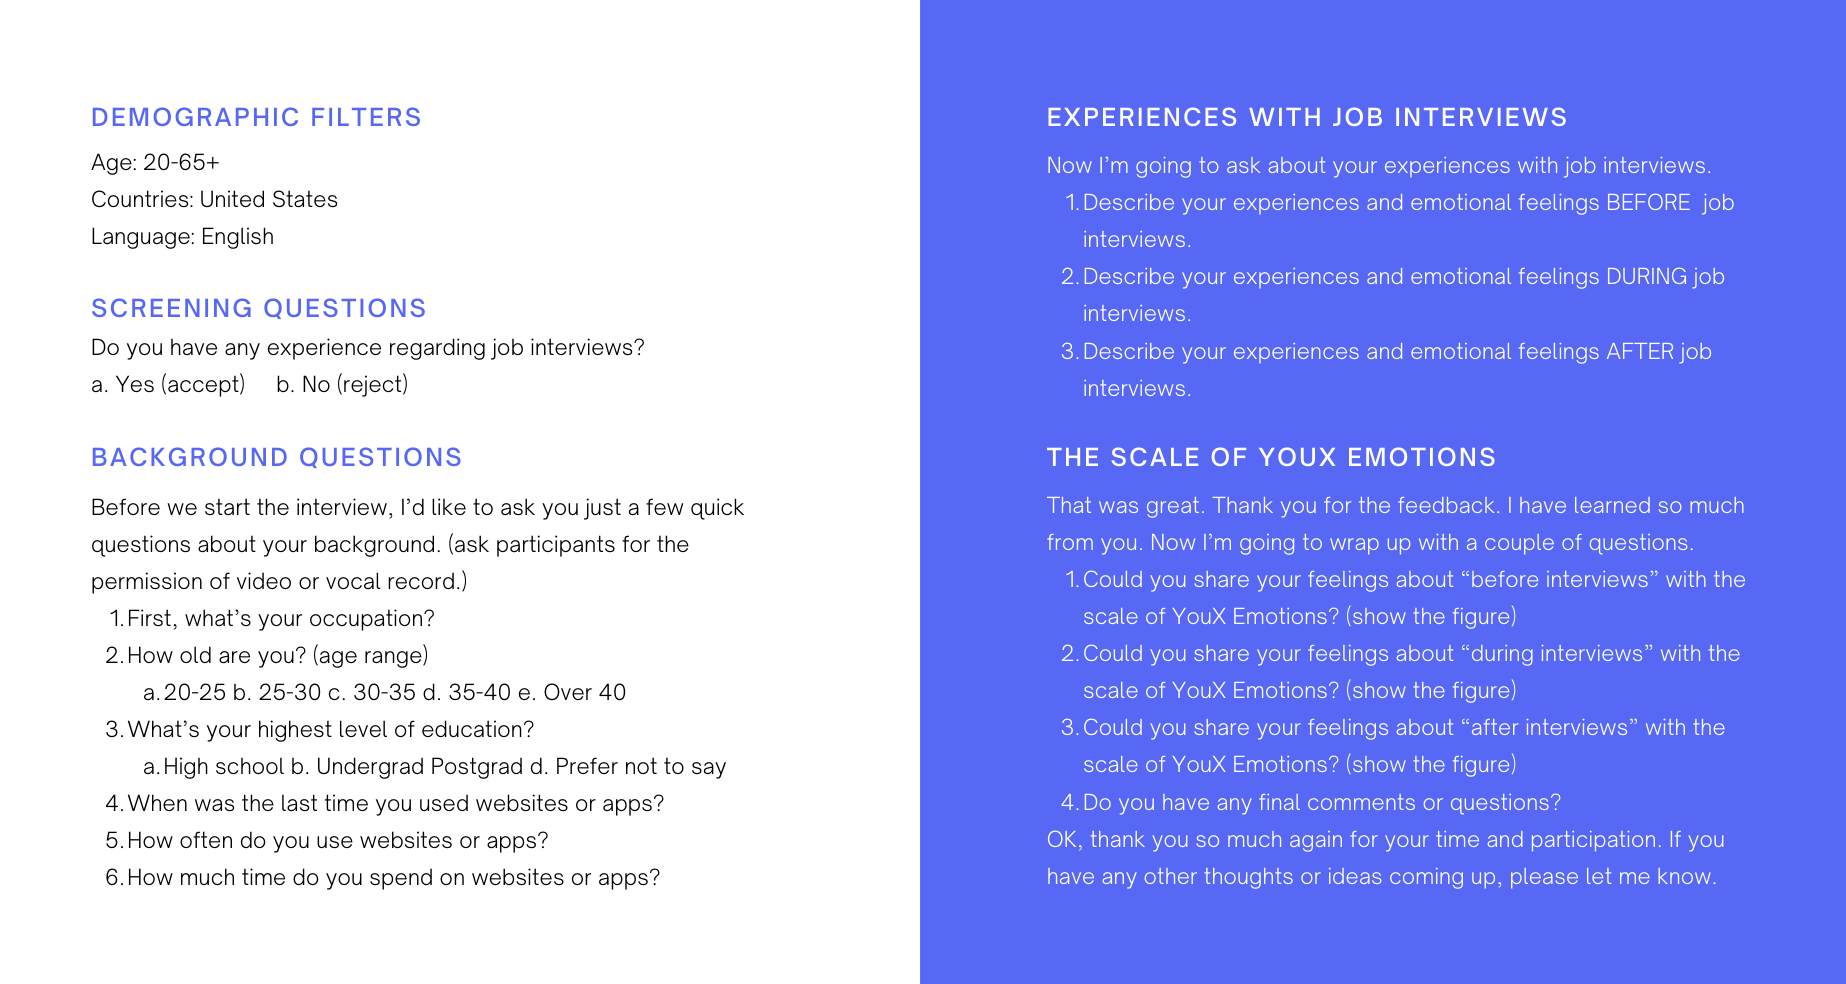 DEMOGRAPHIC FILTERS
Age: 20-65+
Countries: United States
Language: English
SCREENING QUESTIONS
Do you have any experience regarding job interviews?
a. Yes (accept) b. No (reject)
BACKGROUND QUESTIONS
Before we start the interview, I’d like to ask you just a few quick
questions about your background. (ask participants for the
permission of video or vocal record.)
1. First, what’s your occupation?
2. How old are you? (age range)
a. 20-25 b. 25-30 c. 30-35 d. 35-40 e. Over 40
3. What’s your highest level of education?
a. High school b. Undergrad Postgrad d. Prefer not to say
4. When was the last time you used websites or apps?
5. How often do you use websites or apps?
6. How much time do you spend on websites or apps?
EXPERIENCES WITH JOB INTERVIEWS
Now I’m going to ask about your experiences with job interviews.
1. Describe your experiences and emotional feelings BEFORE job
interviews.
2. Describe your experiences and emotional feelings DURING job
interviews.
3. Describe your experiences and emotional feelings AFTER job
interviews.
THE SCALE OF YOUX EMOTIONS
That was great. Thank you for the feedback. I have learned so much
from you. Now I’m going to wrap up with a couple of questions.
1. Could you share your feelings about “before interviews” with the
scale of YouX Emotions? (show the figure)
2. Could you share your feelings about “during interviews” with the
scale of YouX Emotions? (show the figure)
3. Could you share your feelings about “after interviews” with the
scale of YouX Emotions? (show the figure)
4. Do you have any final comments or questions?
OK, thank you so much again for your time and participation. If you
have any other thoughts or ideas coming up, please let me know.